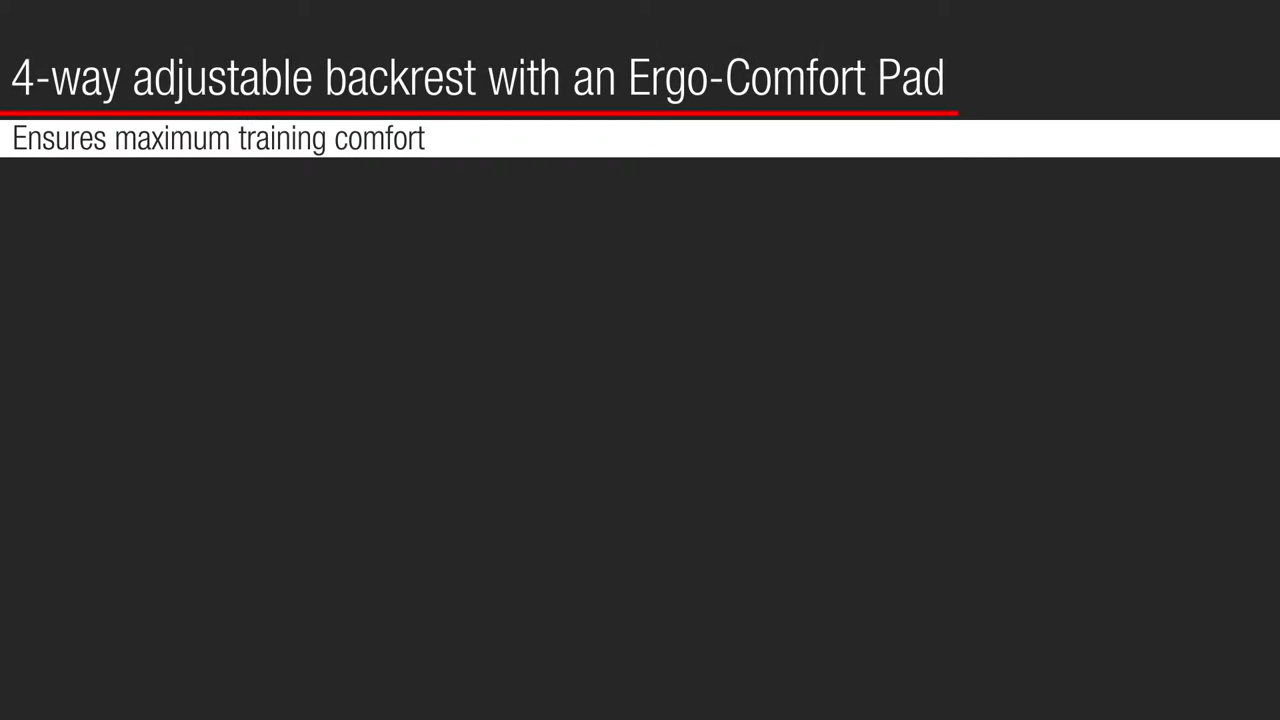 4-way adjustable backrest with an Ergo-Comfort Pad
Ensures maximum training comfort